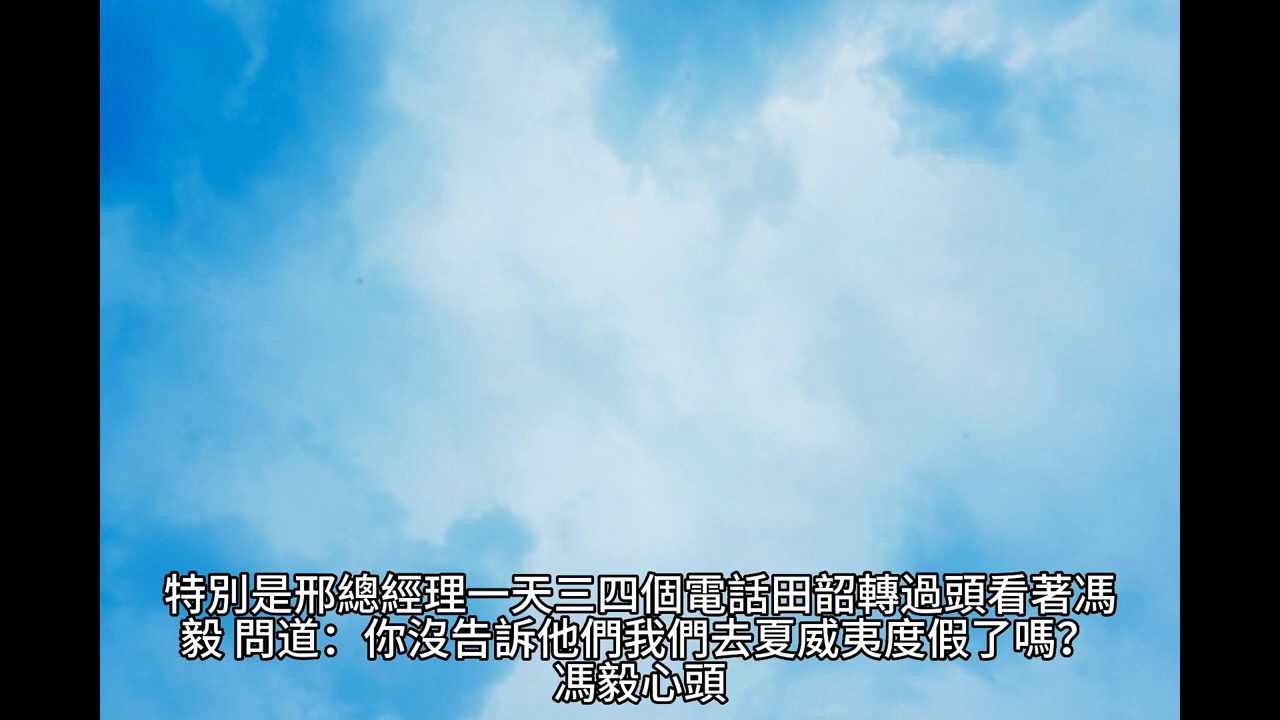 特別是邢總經理一天三四個電話田韶轉過頭看著馮
毅 問道：你沒告訴他們我們去夏威夷度假了嗎？
馮毅心頭